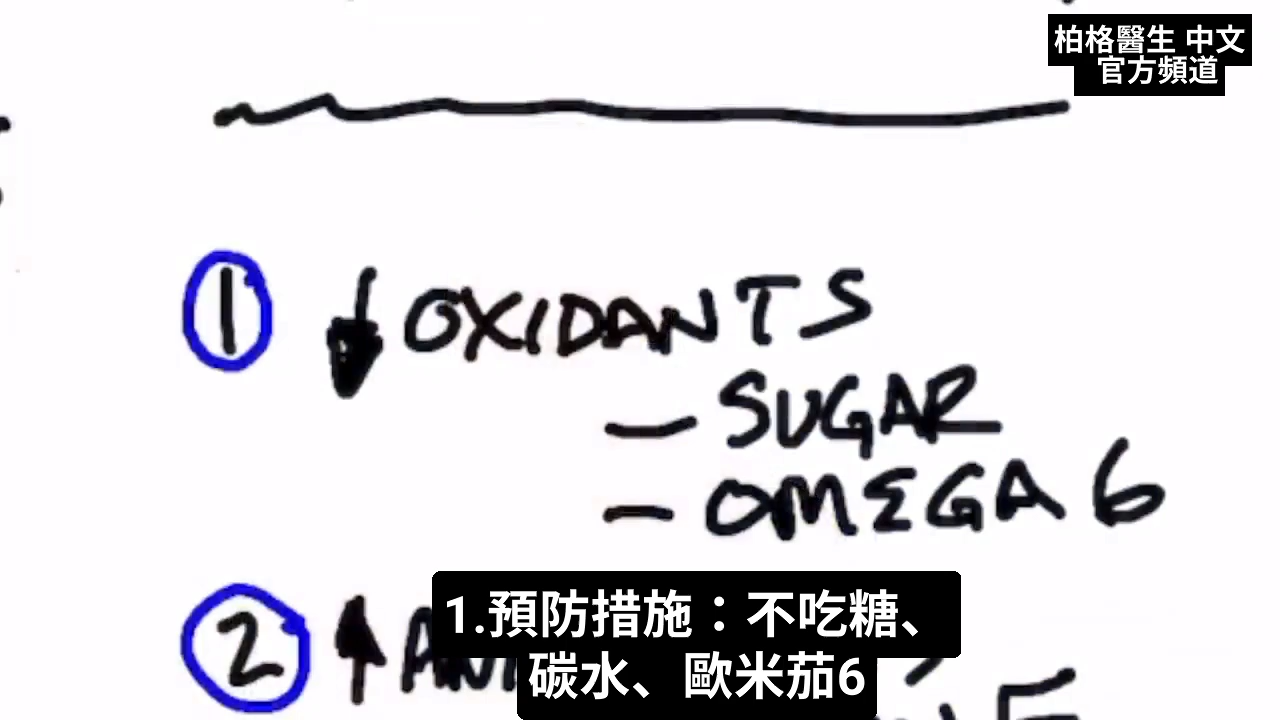 柏格醫生 中文
官方頻道
1 ↓ OXIDANTS
– SUGAR
– OMEGA 6
2 ↑
1.預防措施：不吃糖、
碳水、歐米茄6